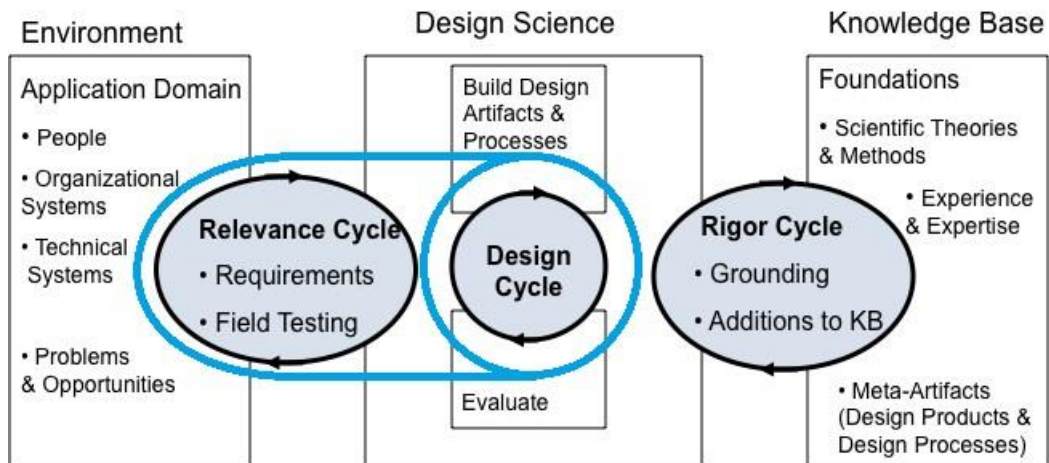 Environment
Design Science
Knowledge Base
Application Domain
• People
• Organizational
Systems
• Technical
Systems
• Problems
& Opportunities
Relevance Cycle
• Requirements
• Field Testing
Build Design
Artifacts &
Processes
Design
Cycle
Evaluate
Rigor Cycle
• Grounding
• Additions to KB
Foundations
• Scientific Theories
& Methods
• Experience
& Expertise
• Meta-Artifacts
(Design Products &
Design Processes)